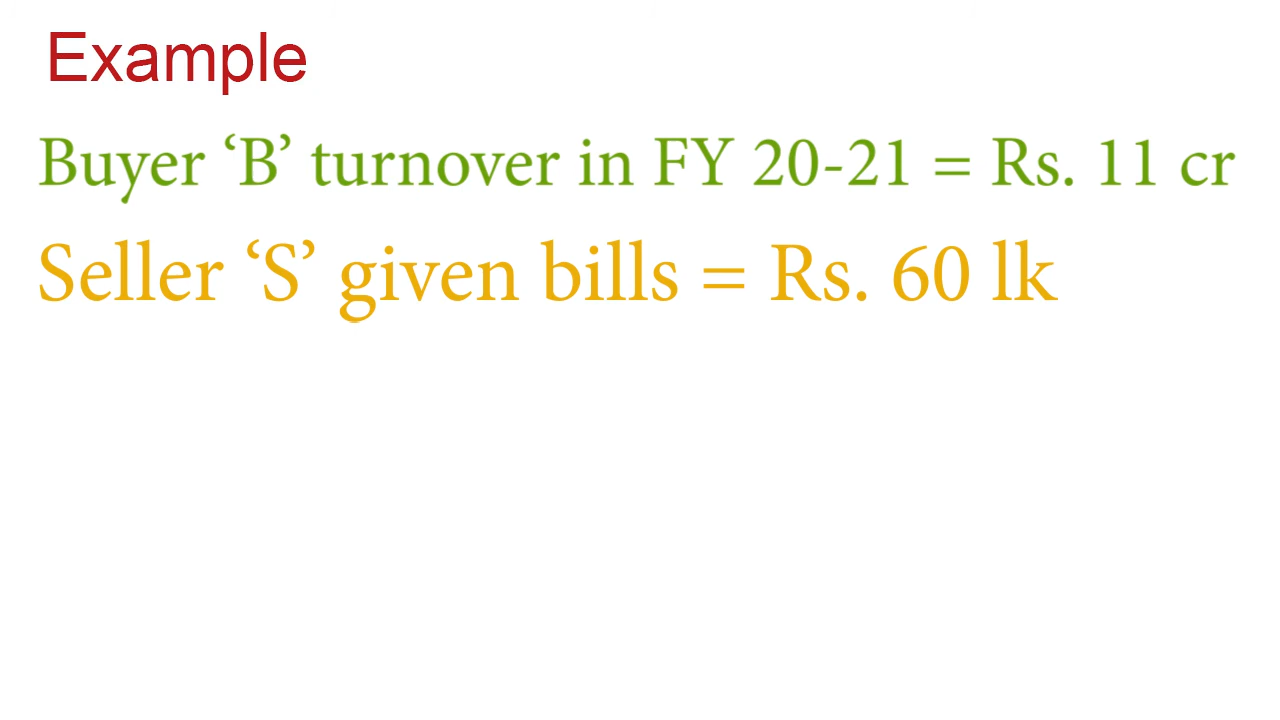 Example
Buyer ‘B’ turnover in FY 20-21 = Rs. 11 cr
Seller ‘S’ given bills = Rs. 60 lk